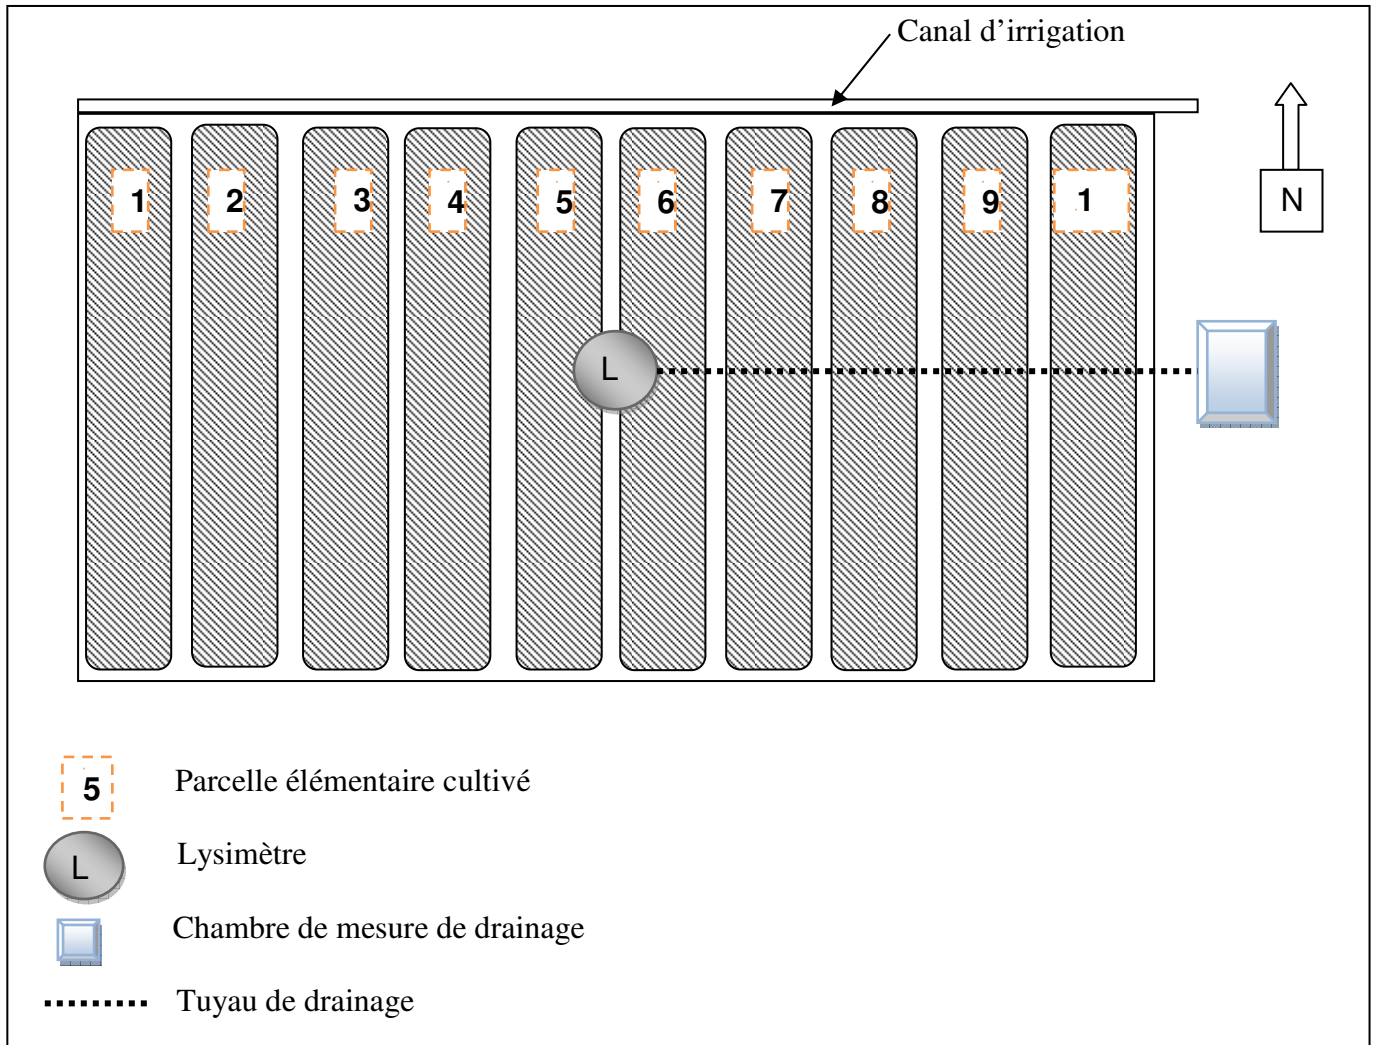 Canal d’irrigation
1 2 3 4 5 6 7 8 9 1
N
L
5 Parcelle élémentaire cultivé
L Lysimètre
Chambre de mesure de drainage
Tuyau de drainage